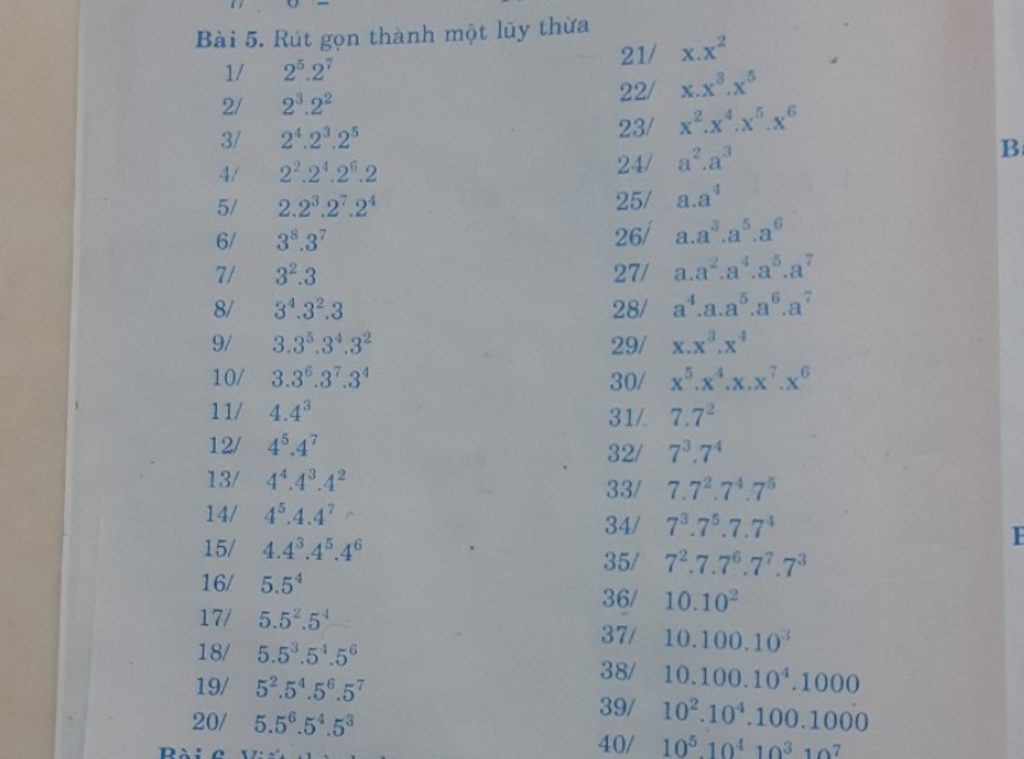 Bài 5. Rút gọn thành một lũy thừa
1/ 2⁵.2⁷
2/ 2³.2²
3/ 2⁴.2³.2⁵
4/ 2².2⁴.2⁶.2
5/ 2.2³.2⁷.2⁴
6/ 3⁸.3⁷
7/ 3².3
8/ 3⁴.3².3
9/ 3.3⁵.3⁴.3²
10/ 3.3⁶.3⁷.3⁴
11/ 4.4³
12/ 4⁵.4⁷
13/ 4⁴.4³.4²
14/ 4⁵.4.4⁷
15/ 4.4³.4⁵.4⁶
16/ 5.5⁴
17/ 5.5².5⁴
18/ 5.5³.5⁴.5⁶
19/ 5².5⁴.5⁶.5⁷
20/ 5.5⁶.5⁴.5³
21/ x.x²
22/ x.x³.x⁵
23/ x².x⁴.x⁵.x⁶
24/ a².a³
25/ a.a⁴
26/ a.a³.a⁵.a⁶
27/ a.a².a⁴.a⁵.a⁷
28/ a⁴.a.a⁵.a⁶.a⁷
29/ x.x³.x⁴
30/ x⁵.x⁴.x.x⁷.x⁶
31/ 7.7²
32/ 7³.7⁴
33/ 7.7².7⁴.7⁵
34/ 7³.7⁵.7.7⁴
35/ 7².7.7⁶.7⁷.7³
36/ 10.10²
37/ 10.100.10³
38/ 10.100.10⁴.1000
39/ 10².10⁴.100.1000
40/ 10⁵.10⁴.10³.10⁷
Bài 6. Viết